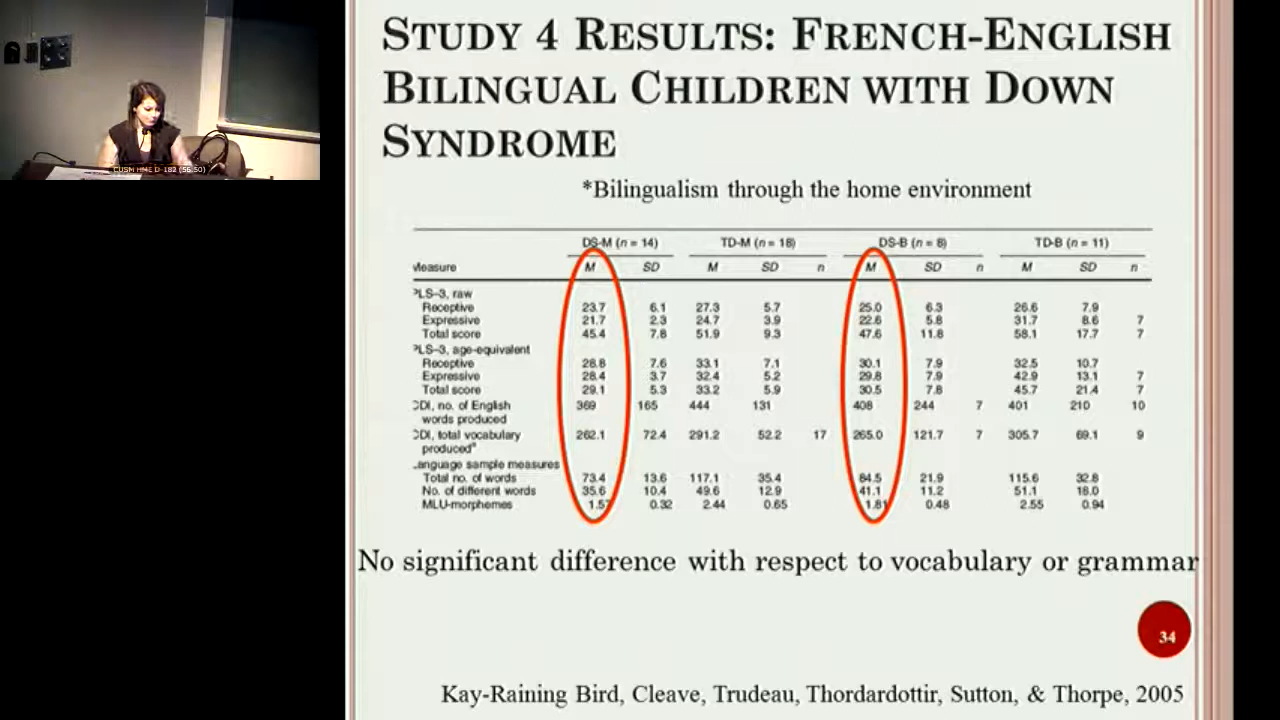 CUSM HME D 182 (56:50)
STUDY 4 RESULTS: FRENCH-ENGLISH
BILINGUAL CHILDREN WITH DOWN
SYNDROME
*Bilingualism through the home environment
DS-M (n = 14) TD-M (n = 18) DS-B (n = 8) TD-B (n = 11)
Measure M SD M SD n M SD n M SD n
PLS–3, raw
Receptive 23.7 6.1 27.3 5.7 25.0 6.3 26.6 7.9
Expressive 21.7 2.3 24.7 3.9 22.6 5.8 31.7 8.6 7
Total score 45.4 7.8 51.9 9.3 47.6 11.8 58.1 17.7 7
PLS–3, age-equivalent
Receptive 28.8 7.6 33.1 7.1 30.1 7.9 32.5 10.7
Expressive 28.4 3.7 32.4 5.2 29.8 7.9 42.9 13.1 7
Total score 29.1 5.3 33.2 5.9 30.5 7.8 45.7 21.4 7
CDI, no. of English 369 165 444 131 408 244 7 401 210 10
words produced
CDI, total vocabulary 262.1 72.4 291.2 52.2 17 265.0 121.7 7 305.7 69.1 9
produced
Language sample measures
Total no. of words 73.4 13.6 117.1 35.4 84.5 21.9 115.6 32.8
No. of different words 35.6 10.4 49.6 12.9 41.1 11.2 51.1 18.0
MLU-morphemes 1.57 0.32 2.44 0.65 1.81 0.48 2.55 0.94
No significant difference with respect to vocabulary or grammar
34
Kay-Raining Bird, Cleave, Trudeau, Thordardottir, Sutton, & Thorpe, 2005